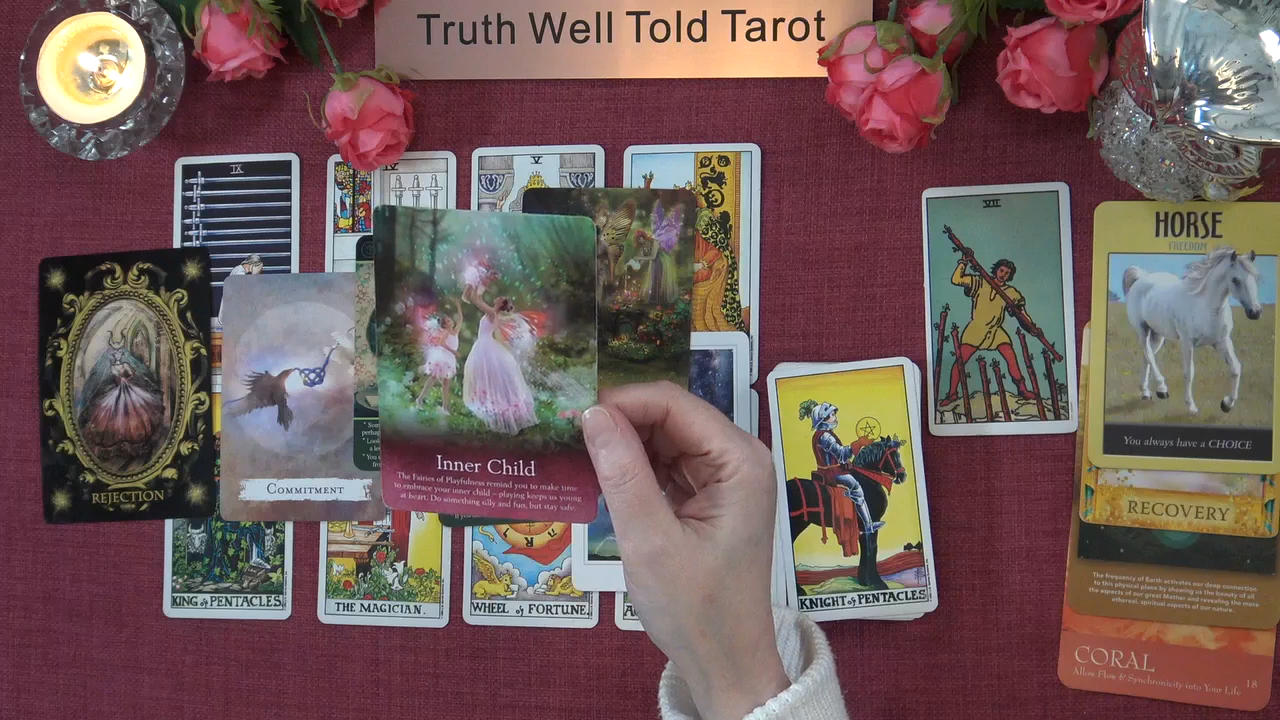 Truth Well Told Tarot
IX
V
VII
HORSE
FREEDOM
You always have a CHOICE
REJECTION
COMMITMENT
Inner Child
The Fairies of Playfulness remind you to make time
to embrace your inner child – playing keeps us young
at heart. Do something silly and fun, but stay safe.
KING of PENTACLES
THE MAGICIAN.
WHEEL of FORTUNE.
KNIGHT of PENTACLES
RECOVERY
The frequency of Earth activates our deep connection
to this physical plane by showing us the beauty of all
the aspects of our great Mother and revealing the more
ethereal, spiritual aspects of our nature.
CORAL
Allow Flow & Synchronicity into Your Life
18